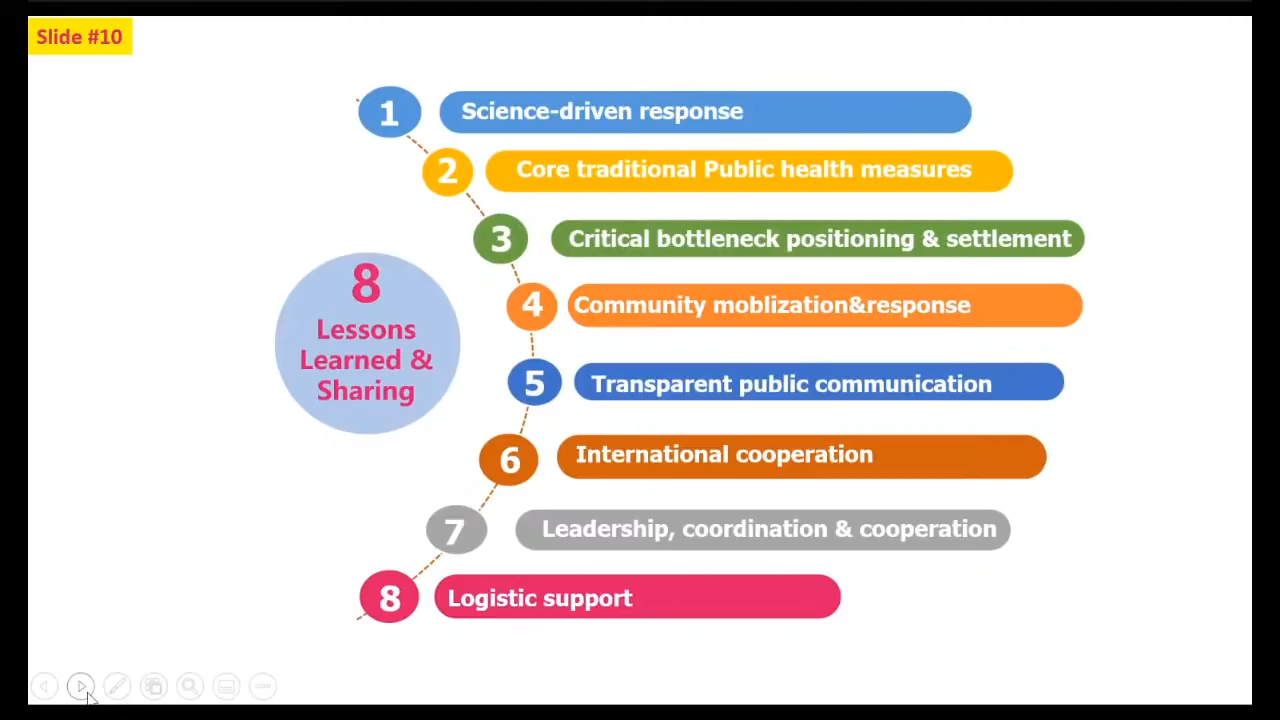 Slide #10
1 Science-driven response
2 Core traditional Public health measures
3 Critical bottleneck positioning & settlement
8
Lessons
Learned &
Sharing
4 Community moblization&response
5 Transparent public communication
6 International cooperation
7 Leadership, coordination & cooperation
8 Logistic support